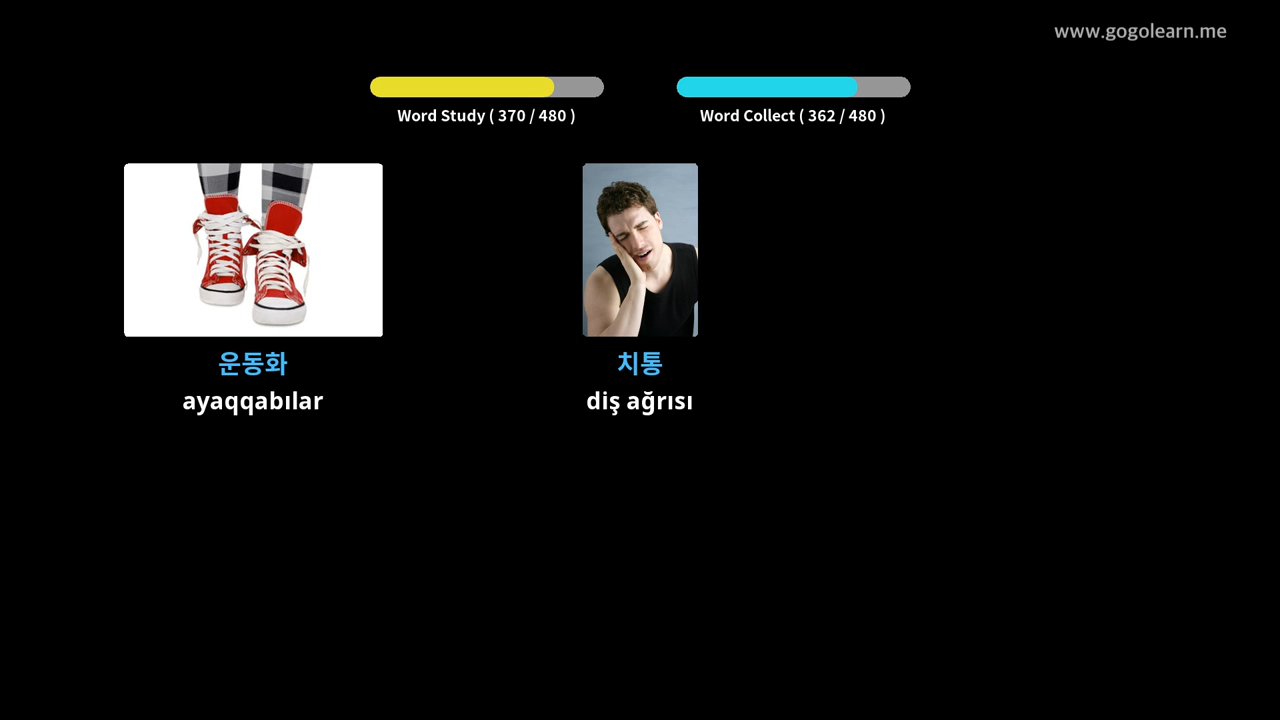 www.gogolearn.me
Word Study ( 370 / 480 )
Word Collect ( 362 / 480 )
운동화
ayaqqabılar
치통
diş ağrısı